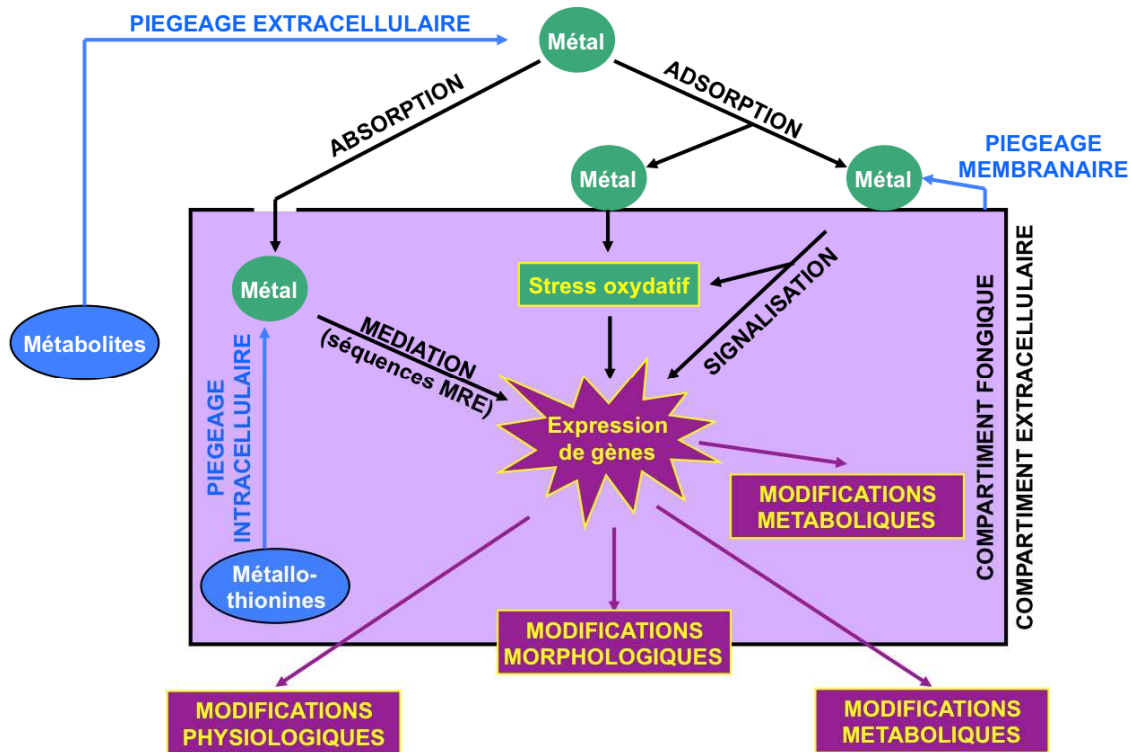 PIEGEAGE EXTRACELLULAIRE
Métal
ABSORPTION
ADSORPTION
PIEGEAGE
MEMBRANAIRE
Métal
Métal
Métal
Stress oxydatif
SIGNALISATION
MEDIATION
(séquences MRE)
Métabolites
PIEGEAGE
INTRACELLULAIRE
Expression
de gènes
COMPARTIMENT FONGIQUE
COMPARTIMENT EXTRACELLULAIRE
MODIFICATIONS
METABOLIQUES
Métallo-
thionines
MODIFICATIONS
MORPHOLOGIQUES
MODIFICATIONS
PHYSIOLOGIQUES
MODIFICATIONS
METABOLIQUES